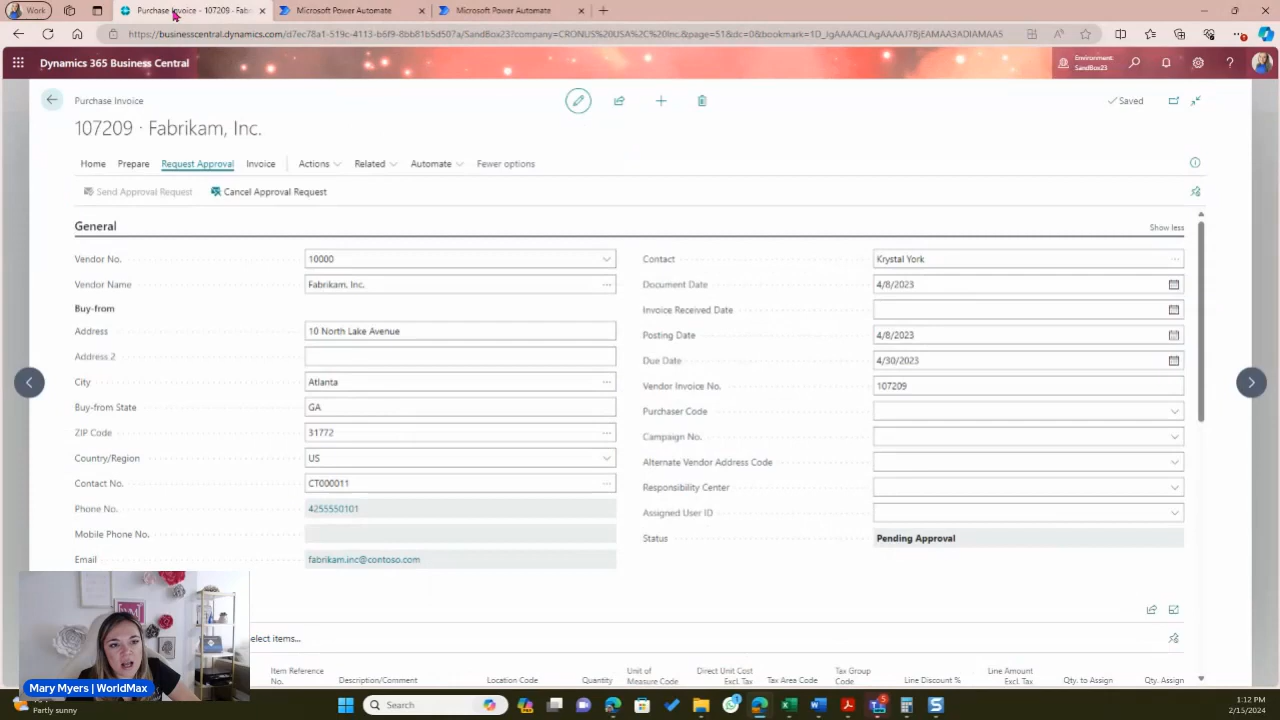 Work
Purchase Invoice - 107209 - Fab
Microsoft Power Automate
Microsoft Power Automate
Dynamics 365 Business Central
Environment:
SandBox23
Purchase Invoice
Saved
107209 · Fabrikam, Inc.
Home Prepare Request Approval Invoice Actions Related Automate Fewer options
Send Approval Request Cancel Approval Request
General
Show less
Vendor No. 10000
Vendor Name Fabrikam, Inc.
Buy-from
Address 10 North Lake Avenue
Address 2
City Atlanta
Buy-from State GA
ZIP Code 31772
Country/Region US
Contact No. CT000011
Phone No. 4255550101
Mobile Phone No.
Email fabrikam.inc@contoso.com
Contact Krystal York
Document Date 4/8/2023
Invoice Received Date
Posting Date 4/8/2023
Due Date 4/30/2023
Vendor Invoice No. 107209
Purchaser Code
Campaign No.
Alternate Vendor Address Code
Responsibility Center
Assigned User ID
Status Pending Approval
elect items...
Item Reference
No.
Description/Comment
Location Code
Quantity
Unit of
Measure Code
Direct Unit Cost
Excl. Tax
Tax Area Code
Tax Group
Code
Line Discount %
Line Amount
Excl. Tax
Qty. to Assign
Qty. Assign
Mary Myers | WorldMax
Partly sunny
Search
1:12 PM
2/15/2024